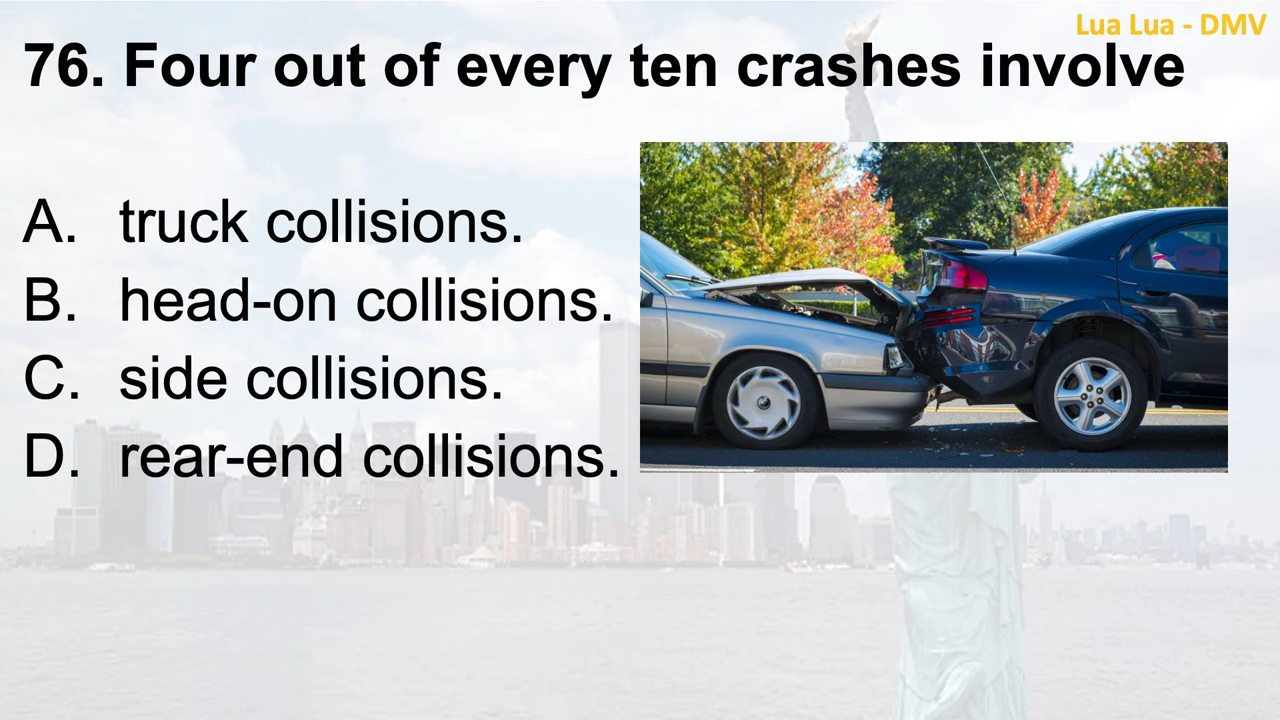 Lua Lua - DMV
76. Four out of every ten crashes involve
A. truck collisions.
B. head-on collisions.
C. side collisions.
D. rear-end collisions.